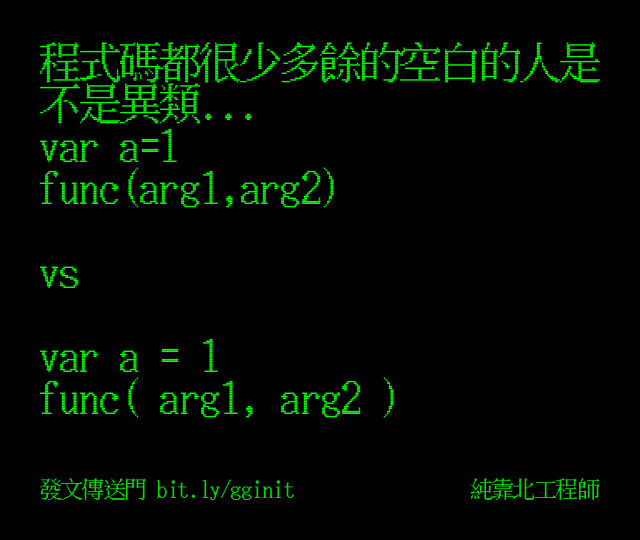 程式碼都很少多餘的空白的人是
不是異類...
var a=1
func(arg1,arg2)
vs
var a = 1
func( arg1, arg2 )
發文傳送門 bit.ly/gginit
純靠北工程師